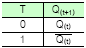 T Q(t+1)
0 Q(t)
1 Q̅(t)